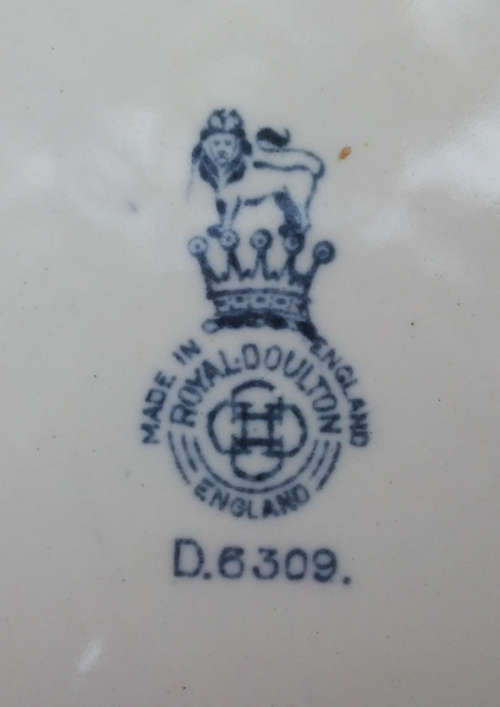 MADE IN ENGLAND
ROYAL·DOULTON
ENGLAND
D.6309.